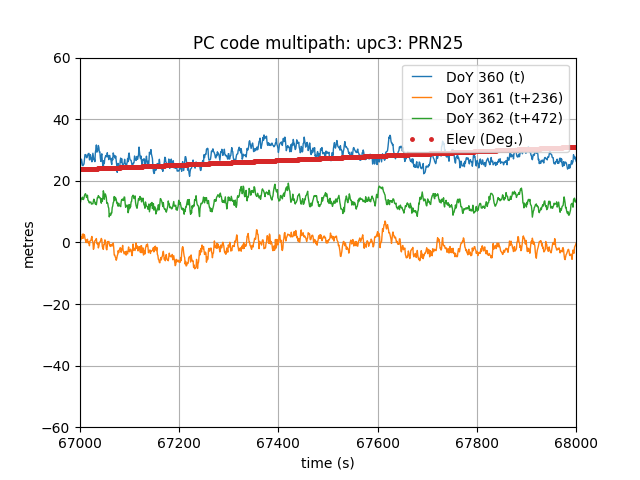 PC code multipath: upc3: PRN25
60
40
20
0
−20
−40
−60
metres
DoY 360 (t)
DoY 361 (t+236)
DoY 362 (t+472)
Elev (Deg.)
67000
67200
67400
67600
67800
68000
time (s)